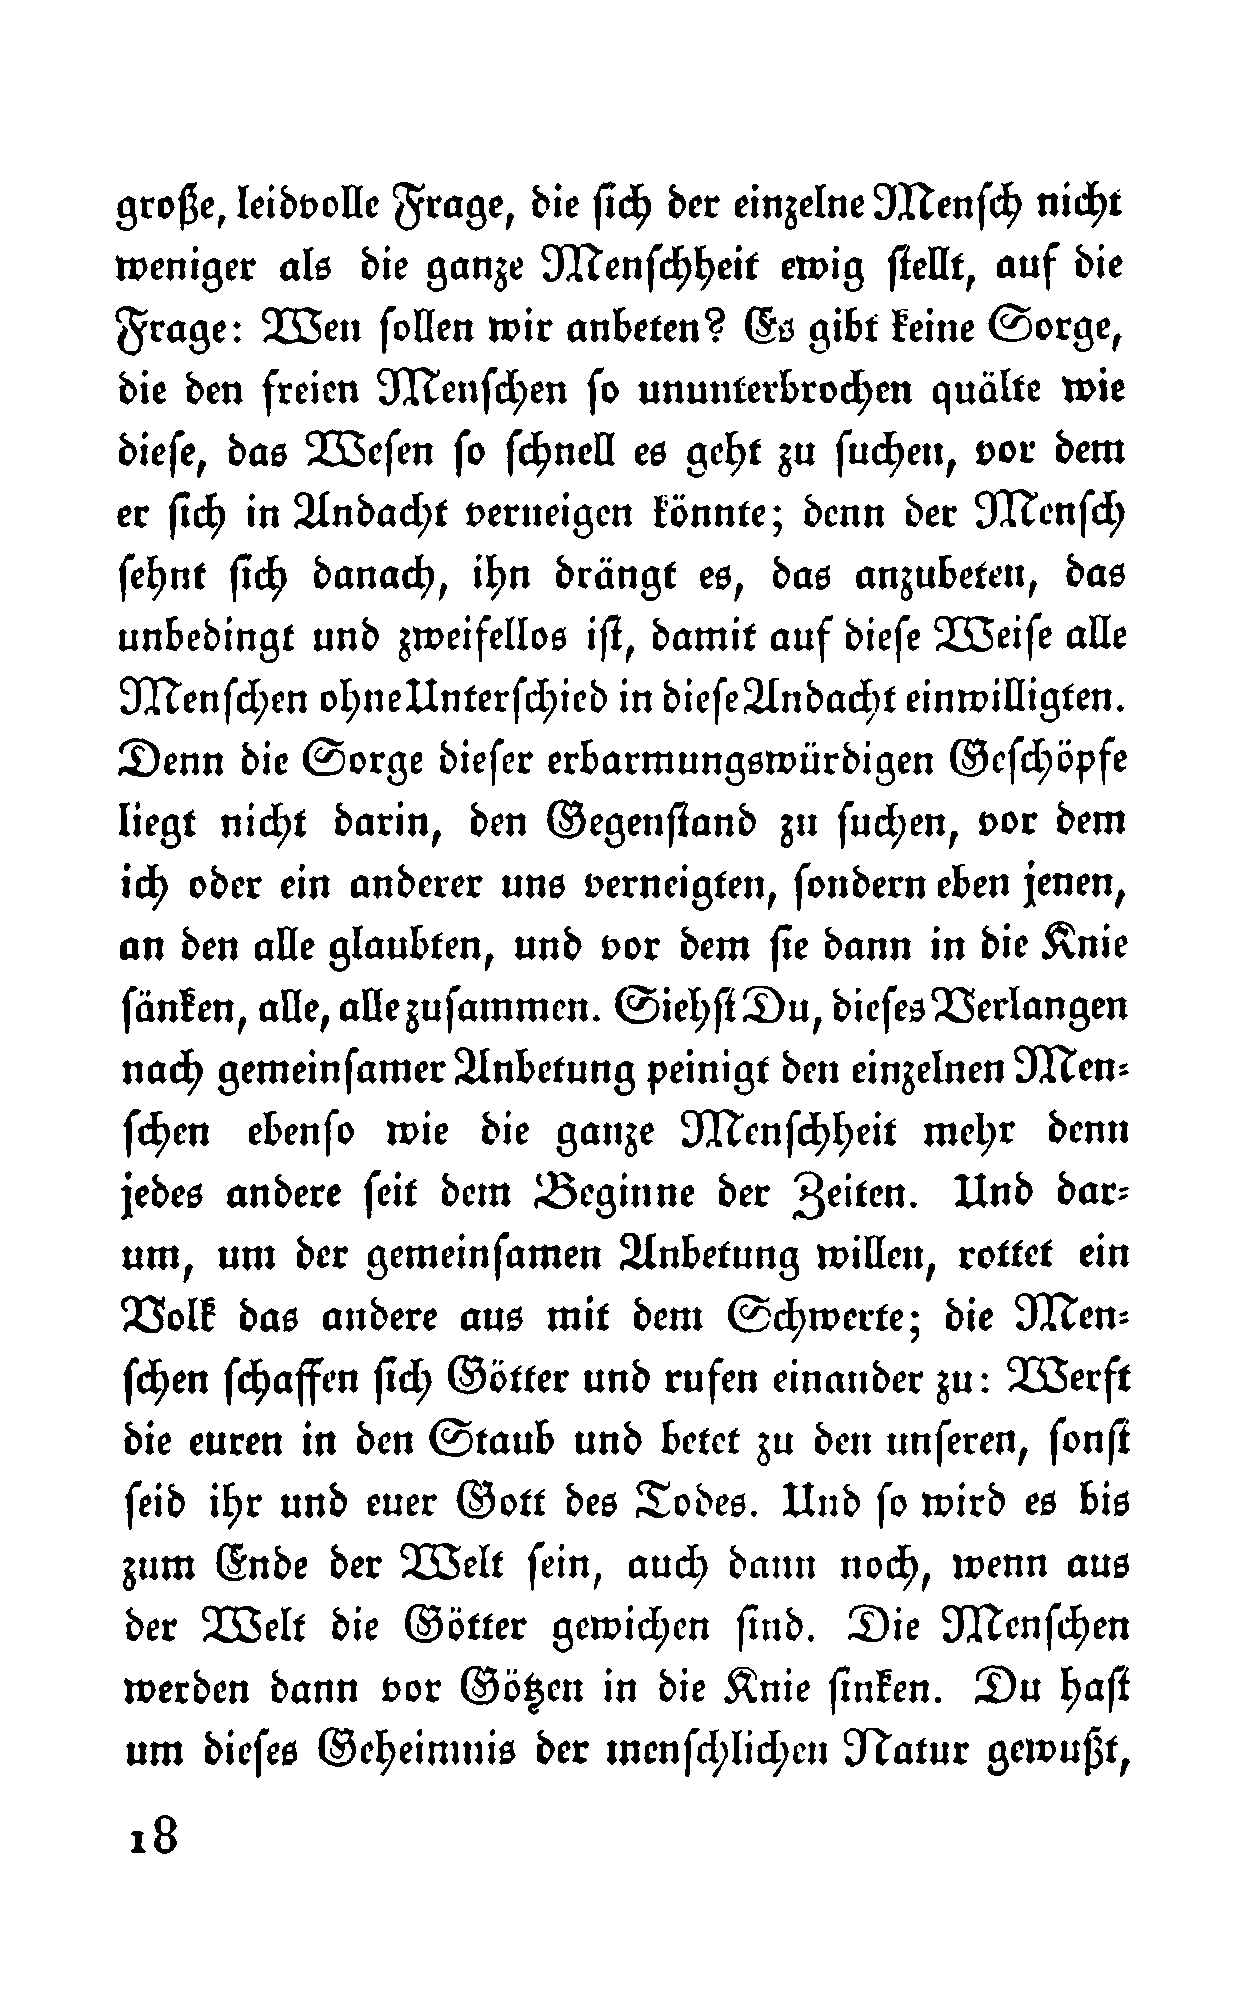 große, leidvolle Frage, die sich der einzelne Mensch nicht
weniger als die ganze Menschheit ewig stellt, auf die
Frage: Wen sollen wir anbeten? Es gibt keine Sorge,
die den freien Menschen so ununterbrochen quälte wie
diese, das Wesen so schnell es geht zu suchen, vor dem
er sich in Andacht verneigen könnte; denn der Mensch
sehnt sich danach, ihn drängt es, das anzubeten, das
unbedingt und zweifellos ist, damit auf diese Weise alle
Menschen ohne Unterschied in diese Andacht einwilligten.
Denn die Sorge dieser erbarmungswürdigen Geschöpfe
liegt nicht darin, den Gegenstand zu suchen, vor dem
ich oder ein anderer uns verneigten, sondern eben jenen,
an den alle glaubten, und vor dem sie dann in die Knie
sänken, alle, alle zusammen. Siehst Du, dieses Verlangen
nach gemeinsamer Anbetung peinigt den einzelnen Men-
schen ebenso wie die ganze Menschheit mehr denn
jedes andere seit dem Beginne der Zeiten. Und dar-
um, um der gemeinsamen Anbetung willen, rottet ein
Volk das andere aus mit dem Schwerte; die Men-
schen schaffen sich Götter und rufen einander zu: Werft
die euren in den Staub und betet zu den unseren, sonst
seid ihr und euer Gott des Todes. Und so wird es bis
zum Ende der Welt sein, auch dann noch, wenn aus
der Welt die Götter gewichen sind. Die Menschen
werden dann vor Götzen in die Knie sinken. Du hast
um dieses Geheimnis der menschlichen Natur gewußt,
18